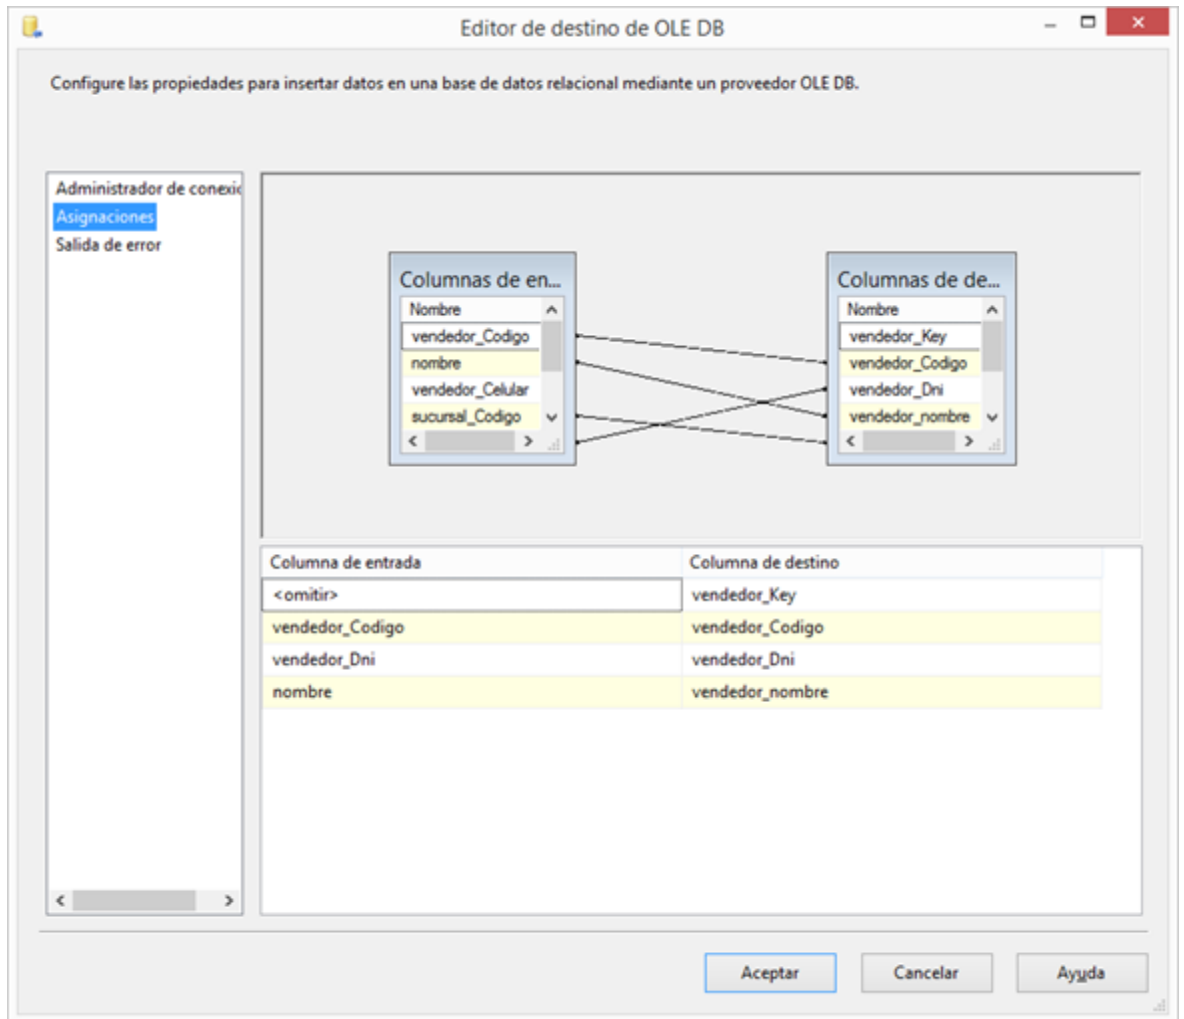 Editor de destino de OLE DB
Configure las propiedades para insertar datos en una base de datos relacional mediante un proveedor OLE DB.
Administrador de conexic
Asignaciones
Salida de error
Columnas de en...
Nombre
vendedor_Codigo
nombre
vendedor_Celular
sucursal_Codigo
Columnas de de...
Nombre
vendedor_Key
vendedor_Codigo
vendedor_Dni
vendedor_nombre
Columna de entrada Columna de destino
<omitir> vendedor_Key
vendedor_Codigo vendedor_Codigo
vendedor_Dni vendedor_Dni
nombre vendedor_nombre
Aceptar Cancelar Ayuda